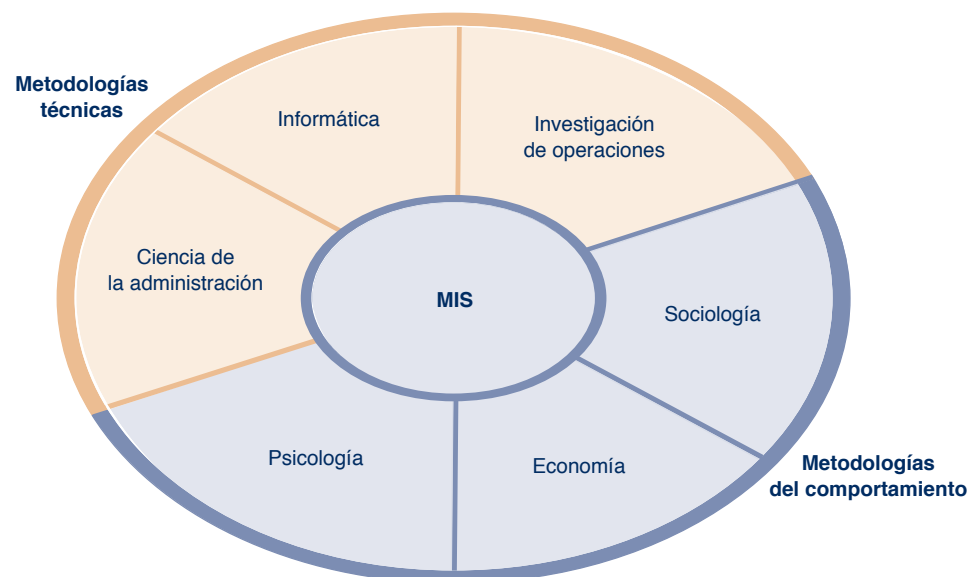 Metodologías
técnicas
Informática
Investigación
de operaciones
Ciencia de
la administración
MIS
Sociología
Psicología
Economía
Metodologías
del comportamiento